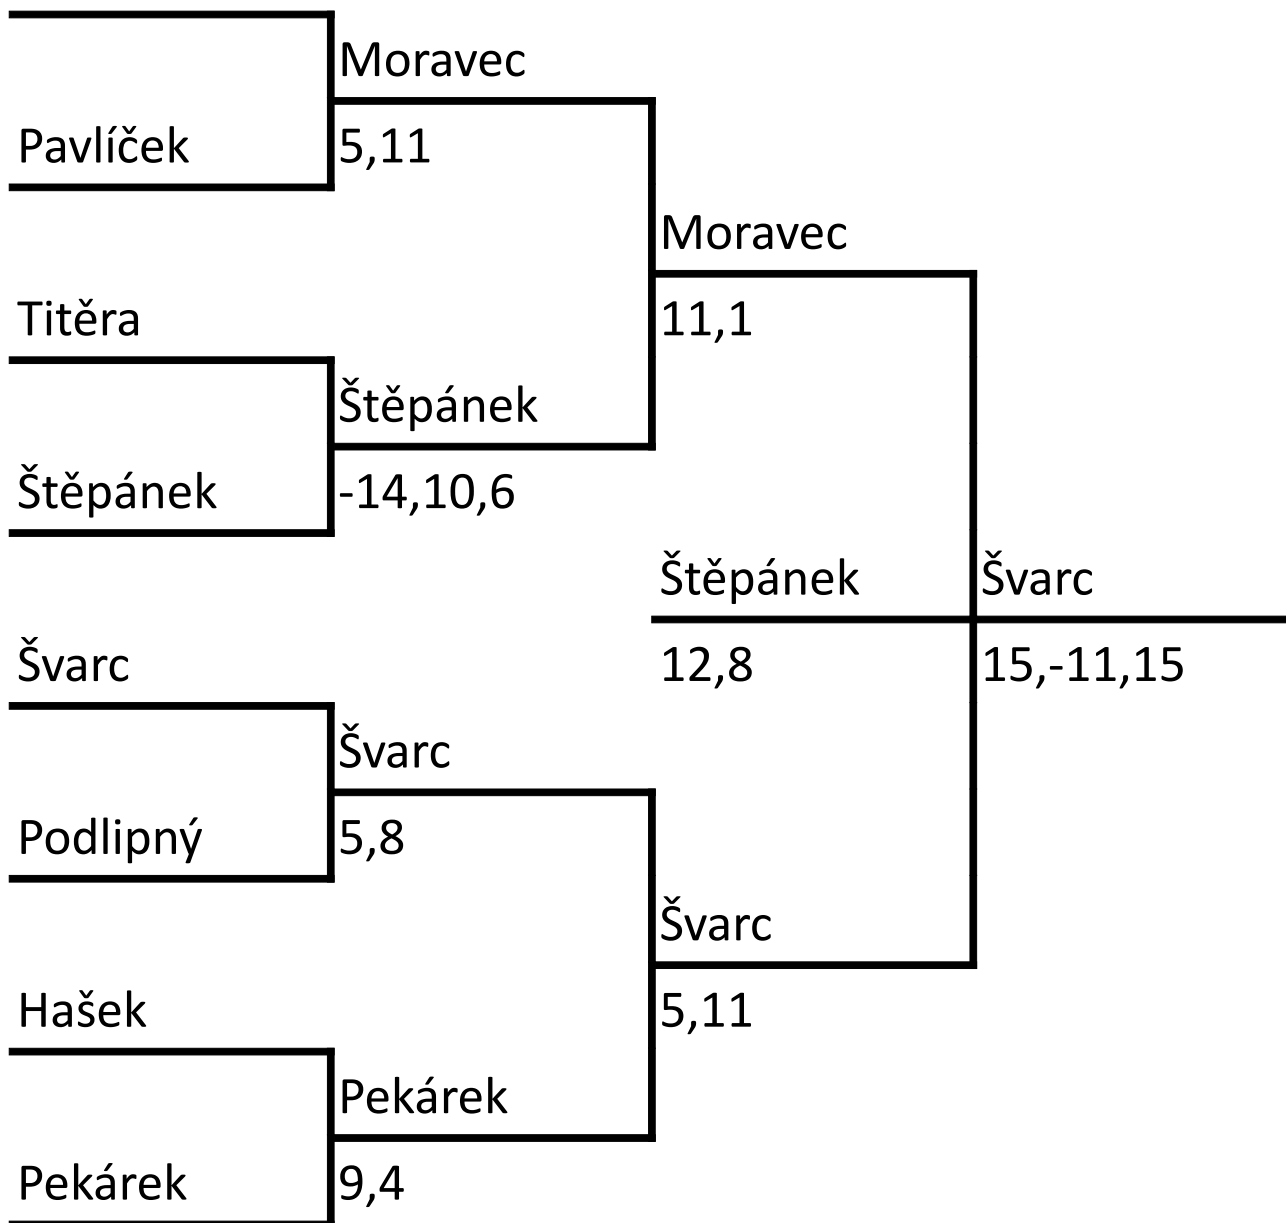 Moravec
Pavlíček 5,11
Moravec
Titěra 11,1
Štěpánek
Štěpánek -14,10,6
Štěpánek Švarc
Švarc 12,8 15,-11,15
Švarc
Podlipný 5,8
Švarc
Hašek 5,11
Pekárek
Pekárek 9,4